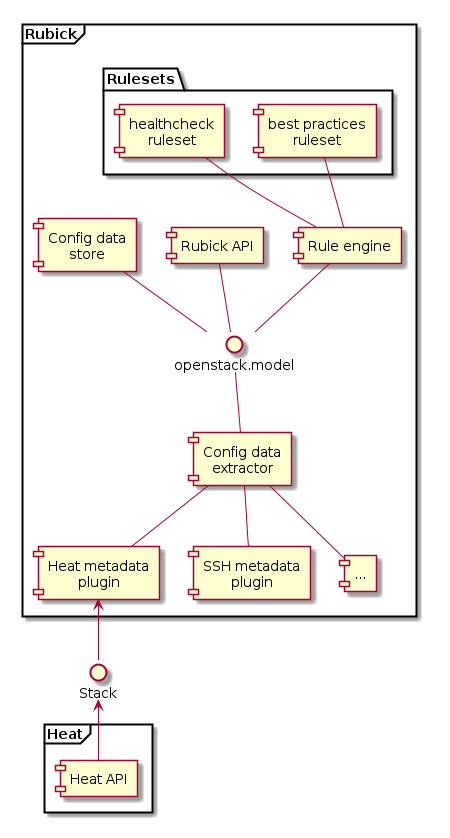 Rubick
Rulesets
healthcheck
ruleset
best practices
ruleset
Config data
store
Rubick API
Rule engine
openstack.model
Config data
extractor
Heat metadata
plugin
SSH metadata
plugin
...
Stack
Heat
Heat API